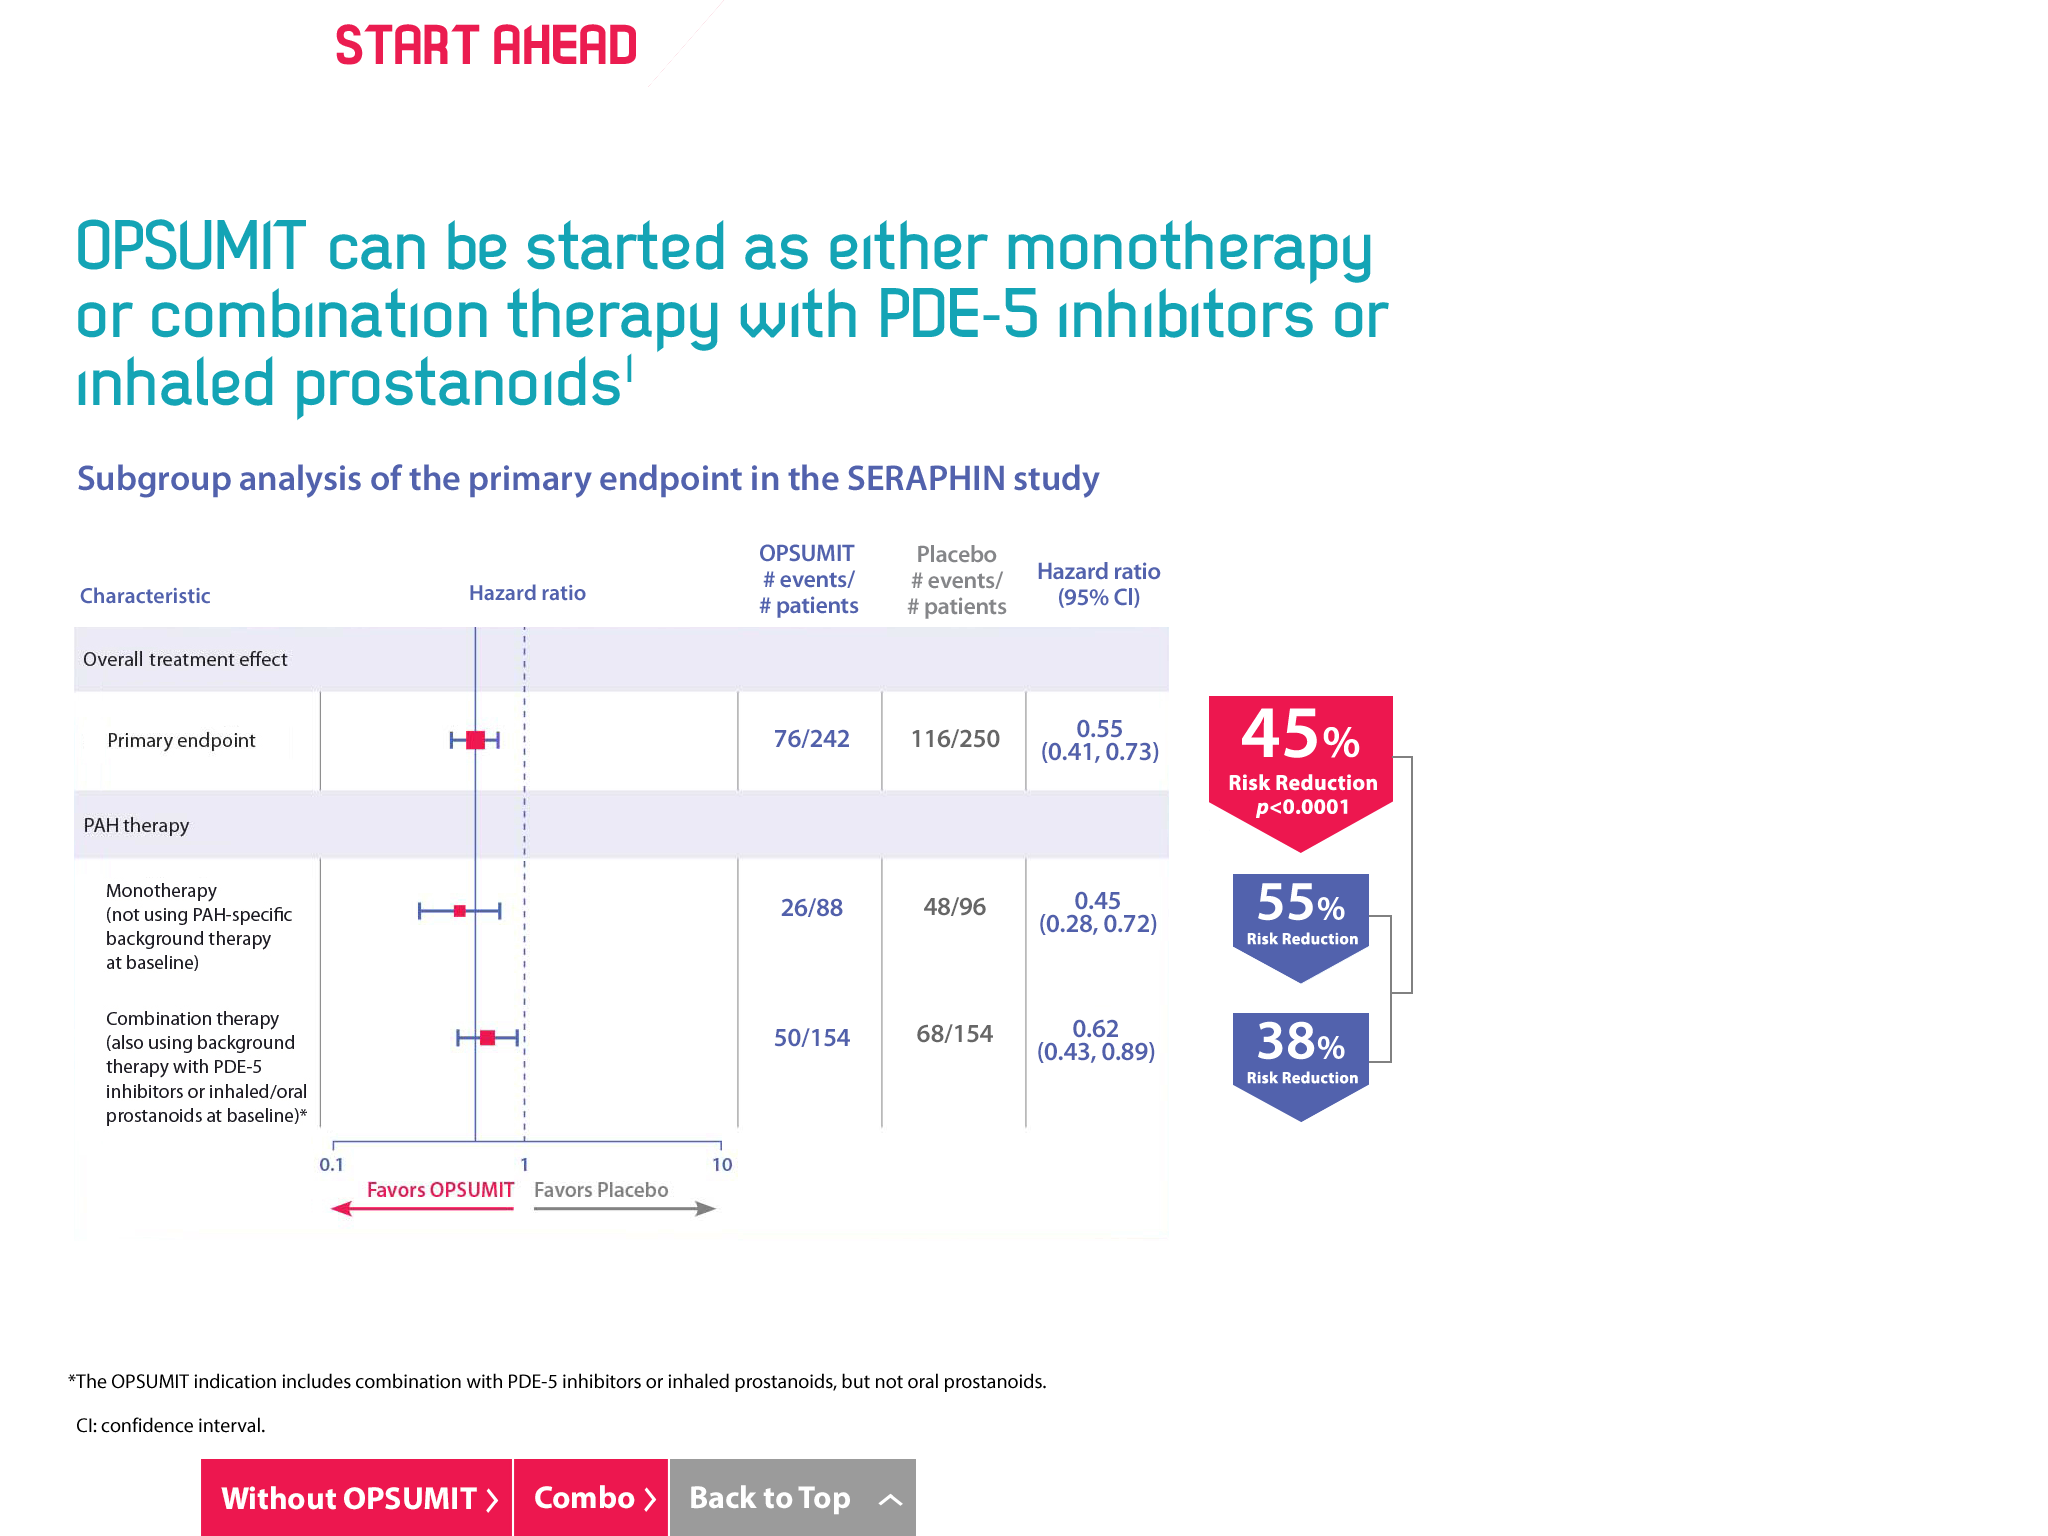 START AHEAD
OPSUMIT can be started as either monotherapy
or combination therapy with PDE-5 inhibitors or
inhaled prostanoids¹
Subgroup analysis of the primary endpoint in the SERAPHIN study
Characteristic
Hazard ratio
OPSUMIT
# events/
# patients
Placebo
# events/
# patients
Hazard ratio
(95% CI)
Overall treatment effect
Primary endpoint
76/242
116/250
0.55
(0.41, 0.73)
45%
Risk Reduction
p<0.0001
PAH therapy
Monotherapy
(not using PAH-specific
background therapy
at baseline)
26/88
48/96
0.45
(0.28, 0.72)
55%
Risk Reduction
Combination therapy
(also using background
therapy with PDE-5
inhibitors or inhaled/oral
prostanoids at baseline)*
50/154
68/154
0.62
(0.43, 0.89)
38%
Risk Reduction
0.1
1
10
Favors OPSUMIT
Favors Placebo
*The OPSUMIT indication includes combination with PDE-5 inhibitors or inhaled prostanoids, but not oral prostanoids.
CI: confidence interval.
Without OPSUMIT
Combo
Back to Top